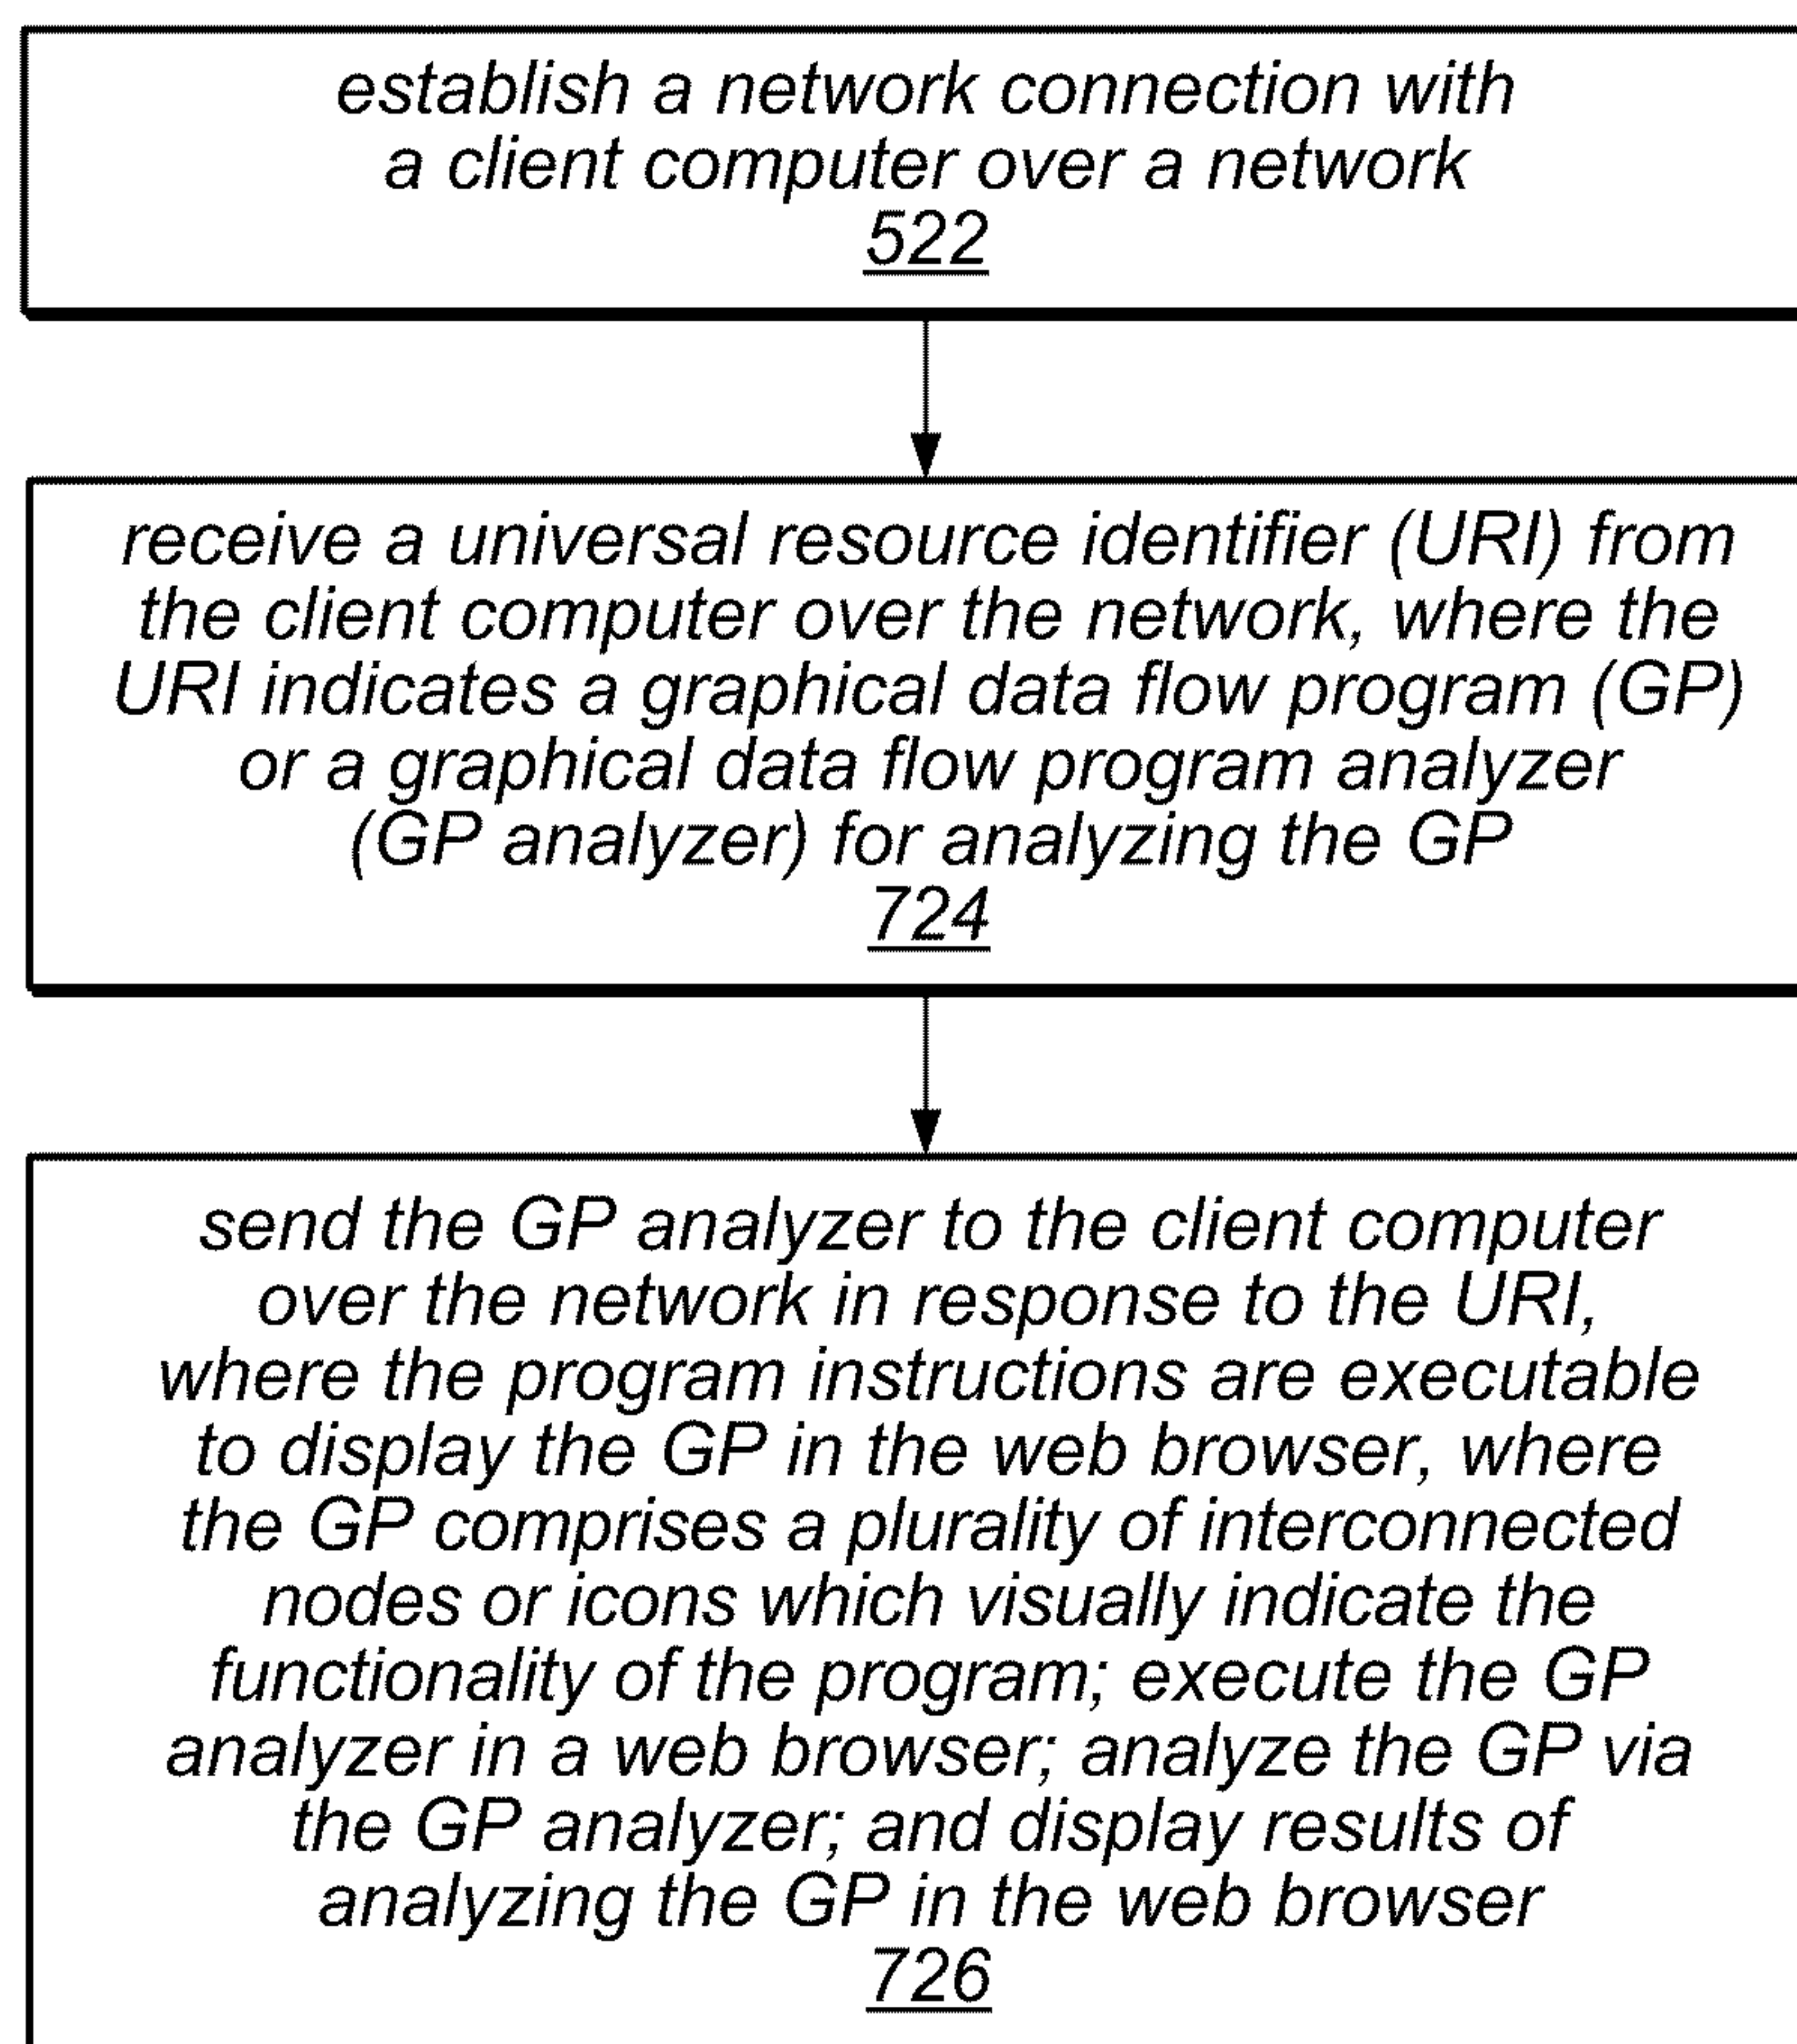 establish a network connection with
a client computer over a network
522
receive a universal resource identifier (URI) from
the client computer over the network, where the
URI indicates a graphical data flow program (GP)
or a graphical data flow program analyzer
(GP analyzer) for analyzing the GP
724
send the GP analyzer to the client computer
over the network in response to the URI,
where the program instructions are executable
to display the GP in the web browser, where
the GP comprises a plurality of interconnected
nodes or icons which visually indicate the
functionality of the program; execute the GP
analyzer in a web browser; analyze the GP via
the GP analyzer; and display results of
analyzing the GP in the web browser
726